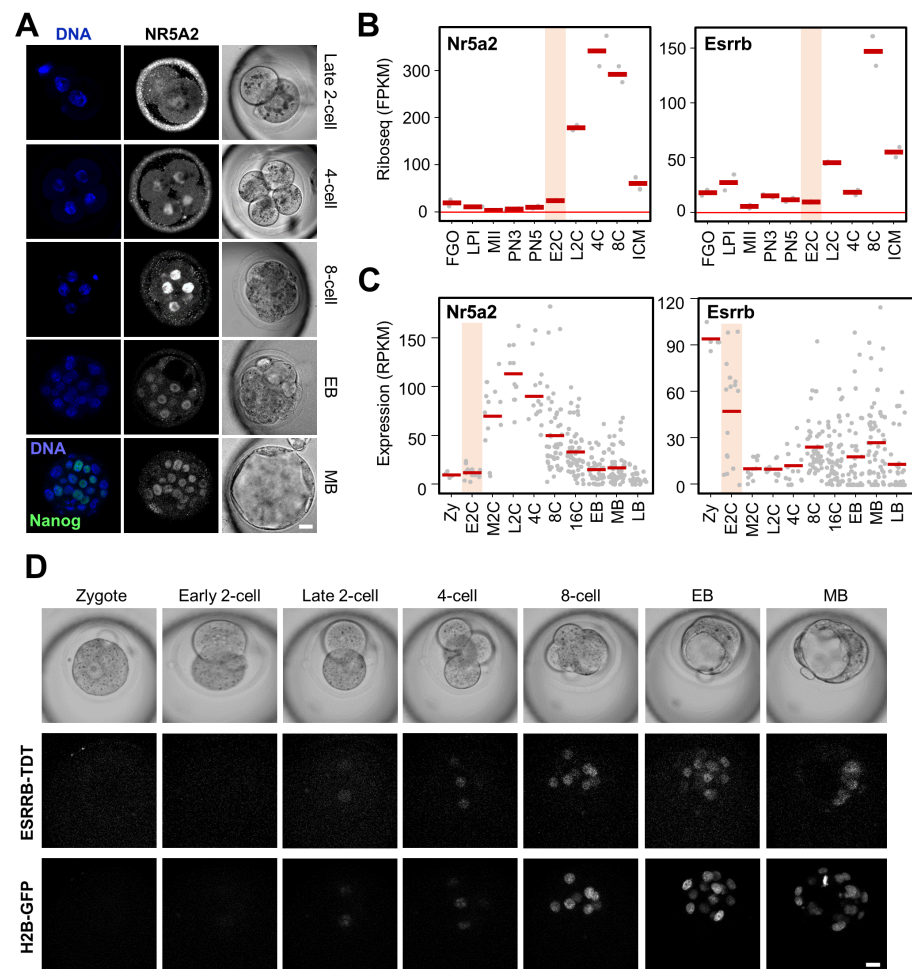 A
DNA
NR5A2
Late 2-cell
4-cell
8-cell
EB
MB
DNA
Nanog
B
Nr5a2
Riboseq (FPKM)
300
200
100
0
FGO LPI MII PN3 PN5 E2C L2C 4C 8C ICM
Esrrb
150
100
50
0
FGO LPI MII PN3 PN5 E2C L2C 4C 8C ICM
C
Nr5a2
Expression (RPKM)
150
100
50
0
Zy E2C M2C L2C 4C 8C 16C EB MB LB
Esrrb
120
90
60
30
0
Zy E2C M2C L2C 4C 8C 16C EB MB LB
D
Zygote Early 2-cell Late 2-cell 4-cell 8-cell EB MB
ESRRB-TDT
H2B-GFP